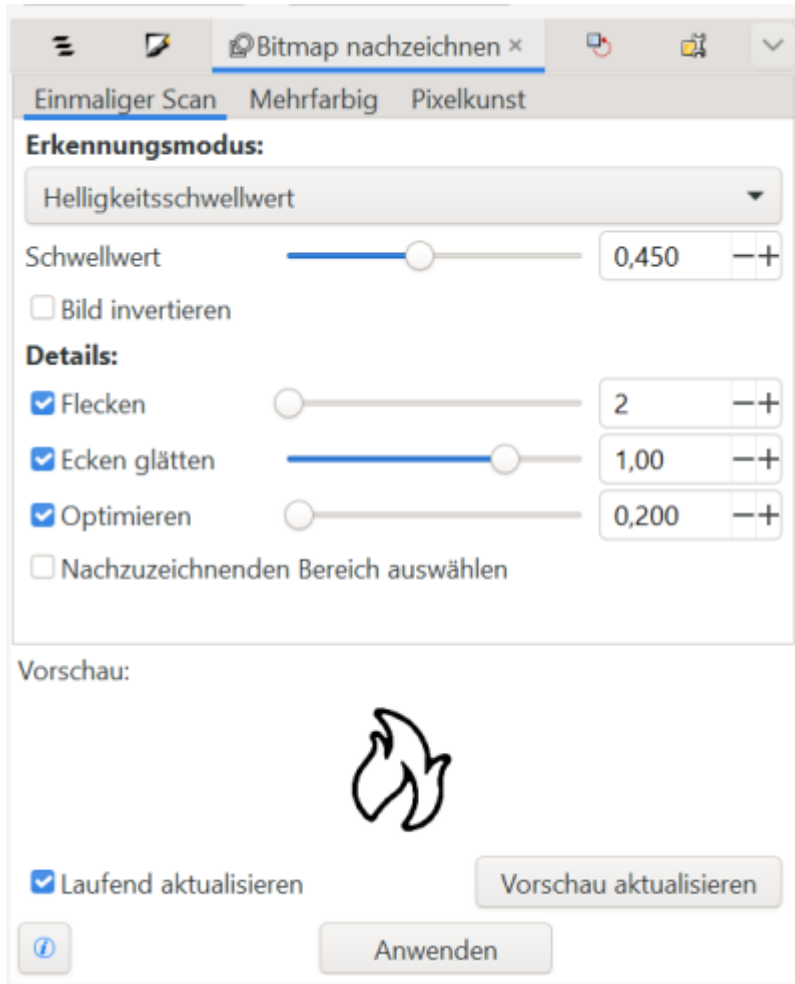 Bitmap nachzeichnen ×
Einmaliger Scan Mehrfarbig Pixelkunst
Erkennungsmodus:
Helligkeitsschwellwert
Schwellwert 0,450 −+
Bild invertieren
Details:
Flecken 2 −+
Ecken glätten 1,00 −+
Optimieren 0,200 −+
Nachzuzeichnenden Bereich auswählen
Vorschau:
Laufend aktualisieren Vorschau aktualisieren
Anwenden